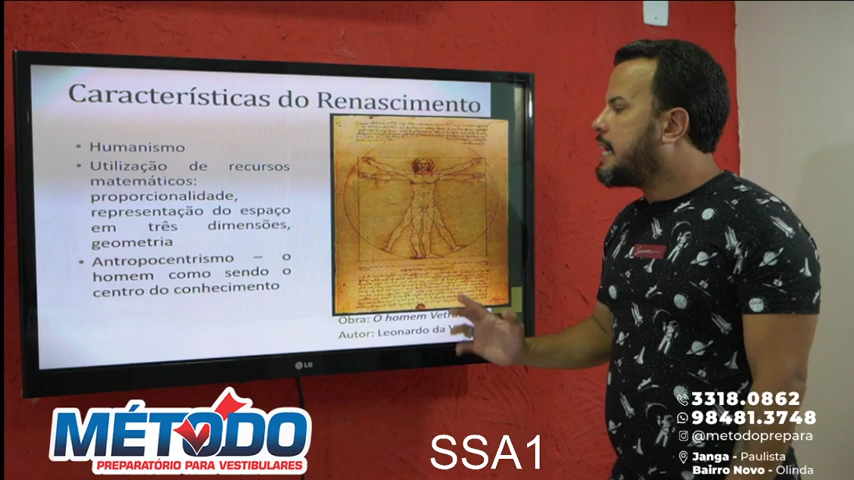 Características do Renascimento
• Humanismo
• Utilização de recursos
matemáticos:
proporcionalidade,
representação do espaço
em três dimensões,
geometria
• Antropocentrismo – o
homem como sendo o
centro do conhecimento
Obra: O homem
Autor: Leonardo da
LG
MÉTODO
PREPARATÓRIO PARA VESTIBULARES
SSA1
3318.0862
98481.3748
@metodoprepara
Janga - Paulista
Bairro Novo - Olinda